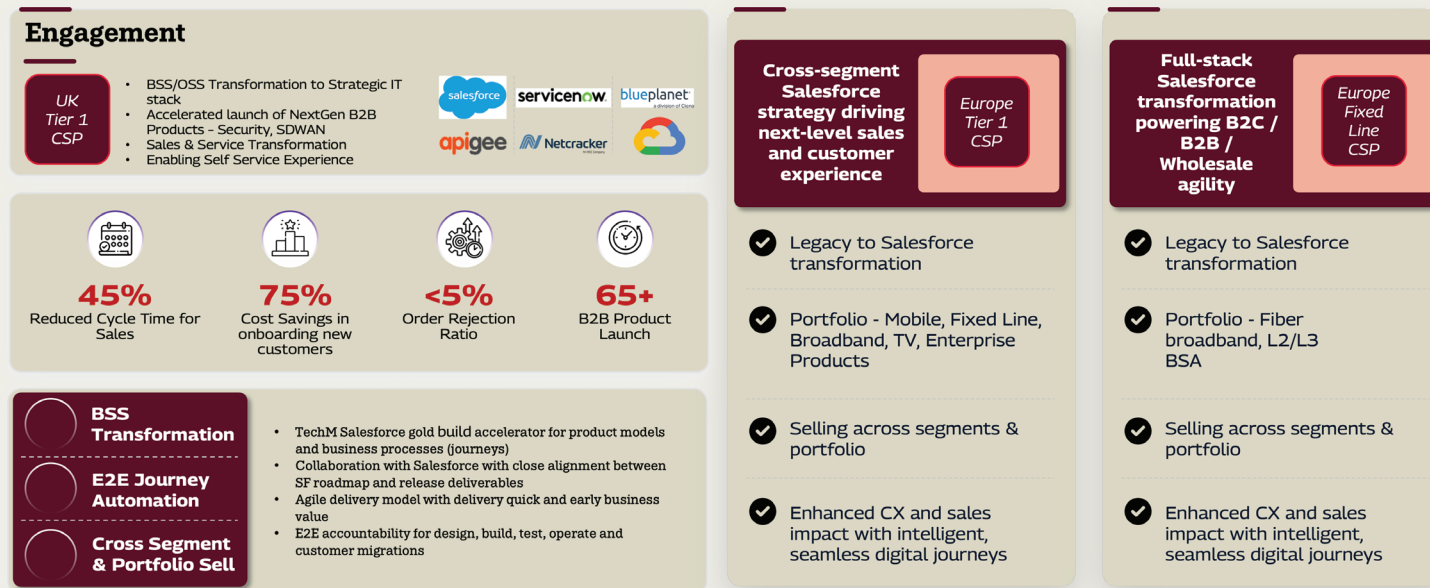 Engagement
UK
Tier 1
CSP
• BSS/OSS Transformation to Strategic IT
stack
• Accelerated launch of NextGen B2B
Products - Security, SDWAN
• Sales & Service Transformation
• Enabling Self Service Experience
salesforce
servicenow
blueplanet
a division of Ciena
apigee
Netcracker
45%
Reduced Cycle Time for
Sales
75%
Cost Savings in
onboarding new
customers
<5%
Order Rejection
Ratio
65+
B2B Product
Launch
BSS
Transformation
E2E Journey
Automation
Cross Segment
& Portfolio Sell
• TechM Salesforce gold build accelerator for product models
and business processes (journeys)
• Collaboration with Salesforce with close alignment between
SF roadmap and release deliverables
• Agile delivery model with delivery quick and early business
value
• E2E accountability for design, build, test, operate and
customer migrations
Cross-segment
Salesforce
strategy driving
next-level sales
and customer
experience
Europe
Tier 1
CSP
Legacy to Salesforce
transformation
Portfolio - Mobile, Fixed Line,
Broadband, TV, Enterprise
Products
Selling across segments &
portfolio
Enhanced CX and sales
impact with intelligent,
seamless digital journeys
Full-stack
Salesforce
transformation
powering B2C /
B2B /
Wholesale
agility
Europe
Fixed
Line
CSP
Legacy to Salesforce
transformation
Portfolio - Fiber
broadband, L2/L3
BSA
Selling across segments &
portfolio
Enhanced CX and sales
impact with intelligent,
seamless digital journeys